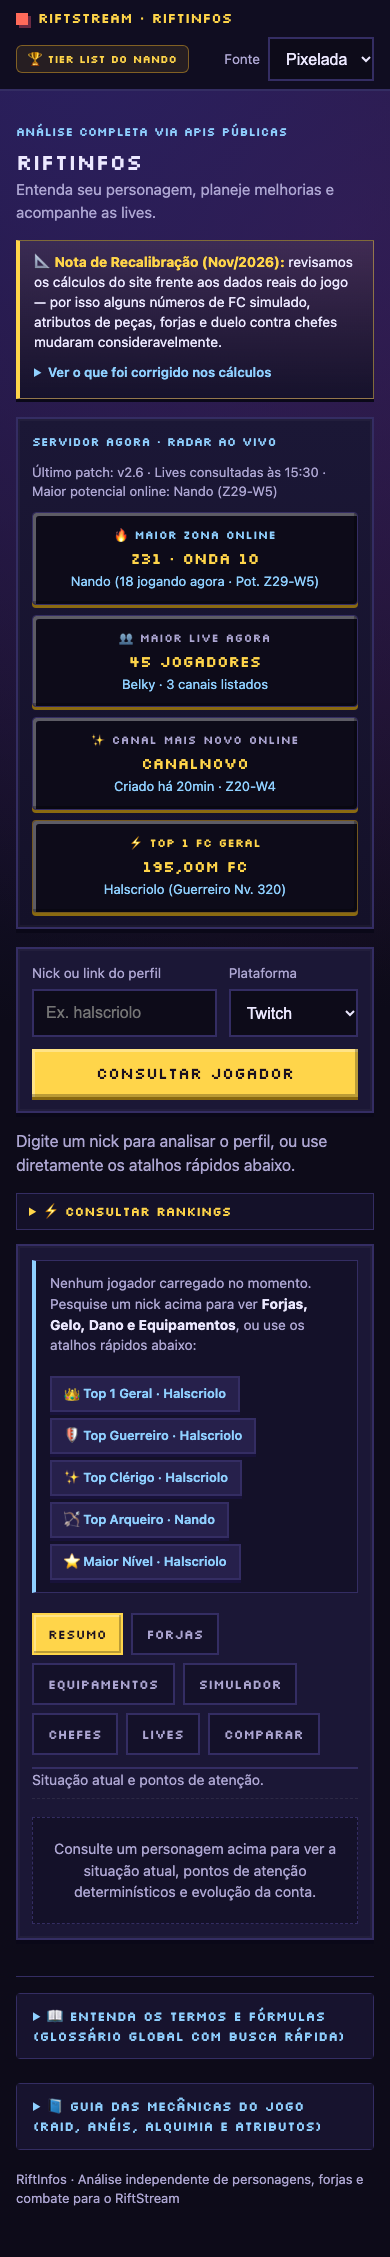 RIFTSTREAM · RIFTINFOS
🏆 TIER LIST DO NANDO
Fonte
Pixelada
ANÁLISE COMPLETA VIA APIS PÚBLICAS
RIFTINFOS
Entenda seu personagem, planeje melhorias e
acompanhe as lives.
📐 Nota de Recalibração (Nov/2026): revisamos
os cálculos do site frente aos dados reais do jogo
— por isso alguns números de FC simulado,
atributos de peças, forjas e duelo contra chefes
mudaram consideravelmente.
▶ Ver o que foi corrigido nos cálculos
SERVIDOR AGORA · RADAR AO VIVO
Último patch: v2.6 · Lives consultadas às 15:30 ·
Maior potencial online: Nando (Z29-W5)
🔥 MAIOR ZONA ONLINE
Z31 · ONDA 10
Nando (18 jogando agora · Pot. Z29-W5)
👥 MAIOR LIVE AGORA
45 JOGADORES
Belky · 3 canais listados
✨ CANAL MAIS NOVO ONLINE
CANALNOVO
Criado há 20min · Z20-W4
⚡ TOP 1 FC GERAL
195,00M FC
Halscriolo (Guerreiro Nv. 320)
Nick ou link do perfil
Plataforma
Ex. halscriolo
Twitch
CONSULTAR JOGADOR
Digite um nick para analisar o perfil, ou use
diretamente os atalhos rápidos abaixo.
▶ ⚡ CONSULTAR RANKINGS
Nenhum jogador carregado no momento.
Pesquise um nick acima para ver Forjas,
Gelo, Dano e Equipamentos, ou use os
atalhos rápidos abaixo:
👑 Top 1 Geral · Halscriolo
🛡️ Top Guerreiro · Halscriolo
✨ Top Clérigo · Halscriolo
🏹 Top Arqueiro · Nando
⭐ Maior Nível · Halscriolo
RESUMO
FORJAS
EQUIPAMENTOS
SIMULADOR
CHEFES
LIVES
COMPARAR
Situação atual e pontos de atenção.
Consulte um personagem acima para ver a
situação atual, pontos de atenção
determinísticos e evolução da conta.
▶ 📖 ENTENDA OS TERMOS E FÓRMULAS
(GLOSSÁRIO GLOBAL COM BUSCA RÁPIDA)
▶ 📘 GUIA DAS MECÂNICAS DO JOGO
(RAID, ANÉIS, ALQUIMIA E ATRIBUTOS)
RiftInfos · Análise independente de personagens, forjas e
combate para o RiftStream